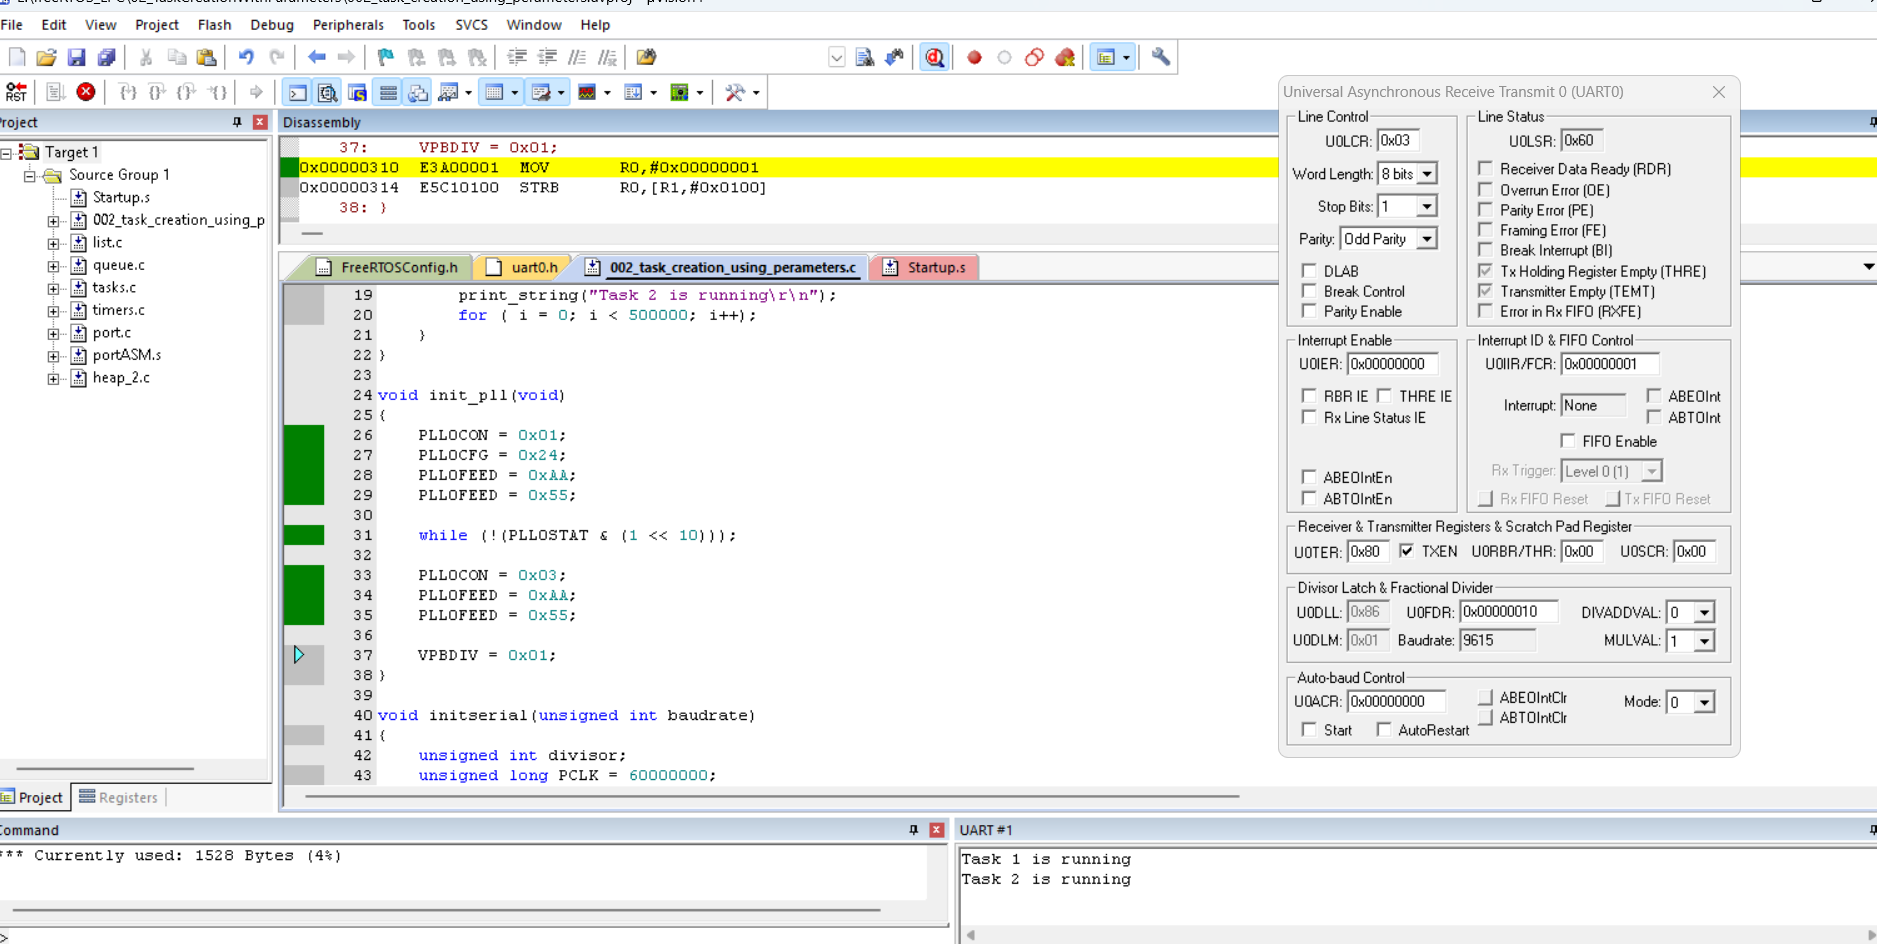 File Edit View Project Flash Debug Peripherals Tools SVCS Window Help
RST
Project
Target 1
Source Group 1
Startup.s
002_task_creation_using_p
list.c
queue.c
tasks.c
timers.c
port.c
portASM.s
heap_2.c
Project Registers
Disassembly
37: VPBDIV = 0x01;
0x00000310 E3A00001 MOV R0,#0x00000001
0x00000314 E5C10100 STRB R0,[R1,#0x0100]
38: }
FreeRTOSConfig.h uart0.h 002_task_creation_using_perameters.c Startup.s
19 print_string("Task 2 is running\r\n");
20 for ( i = 0; i < 500000; i++);
21 }
22 }
23
24 void init_pll(void)
25 {
26 PLL0CON = 0x01;
27 PLL0CFG = 0x24;
28 PLL0FEED = 0xAA;
29 PLL0FEED = 0x55;
30
31 while (!(PLL0STAT & (1 << 10)));
32
33 PLL0CON = 0x03;
34 PLL0FEED = 0xAA;
35 PLL0FEED = 0x55;
36
37 VPBDIV = 0x01;
38 }
39
40 void initserial(unsigned int baudrate)
41 {
42 unsigned int divisor;
43 unsigned long PCLK = 60000000;
Universal Asynchronous Receive Transmit 0 (UART0)
Line Control
U0LCR: 0x03
Word Length: 8 bits
Stop Bits: 1
Parity: Odd Parity
DLAB
Break Control
Parity Enable
Line Status
U0LSR: 0x60
Receiver Data Ready (RDR)
Overrun Error (OE)
Parity Error (PE)
Framing Error (FE)
Break Interrupt (BI)
Tx Holding Register Empty (THRE)
Transmitter Empty (TEMT)
Error in Rx FIFO (RXFE)
Interrupt Enable
U0IER: 0x00000000
RBR IE THRE IE
Rx Line Status IE
ABEOIntEn
ABTOIntEn
Interrupt ID & FIFO Control
U0IIR/FCR: 0x00000001
Interrupt: None ABEOInt
ABTOInt
FIFO Enable
Rx Trigger: Level 0 (1)
Rx FIFO Reset Tx FIFO Reset
Receiver & Transmitter Registers & Scratch Pad Register
U0TER: 0x80 TXEN U0RBR/THR: 0x00 U0SCR: 0x00
Divisor Latch & Fractional Divider
U0DLL: 0x86 U0FDR: 0x00000010 DIVADDVAL: 0
U0DLM: 0x01 Baudrate: 9615 MULVAL: 1
Auto-baud Control
U0ACR: 0x00000000 ABEOIntClr Mode: 0
ABTOIntClr
Start AutoRestart
Command
*** Currently used: 1528 Bytes (4%)
>
UART #1
Task 1 is running
Task 2 is running